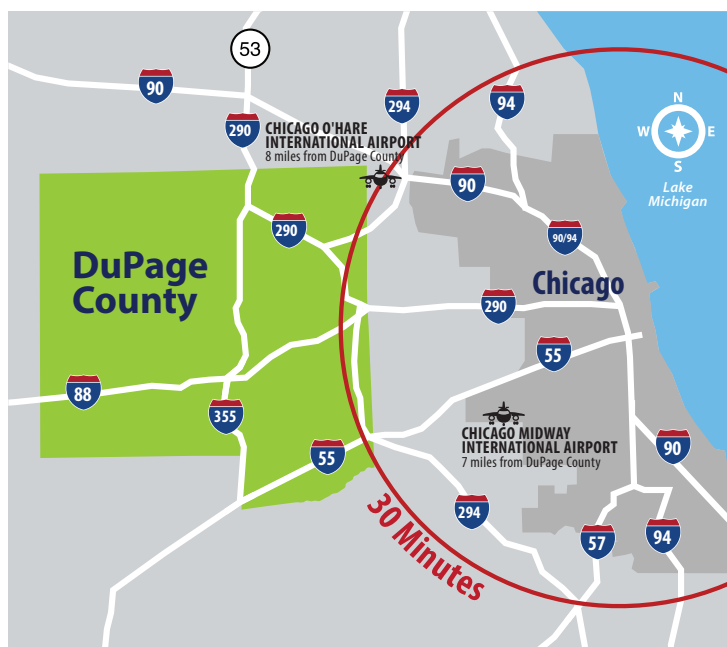 53
90
290
294
94
CHICAGO O'HARE
INTERNATIONAL AIRPORT
8 miles from DuPage County
N
W
E
S
Lake
Michigan
90
290
90/94
DuPage
County
Chicago
290
55
88
355
55
CHICAGO MIDWAY
INTERNATIONAL AIRPORT
7 miles from DuPage County
90
294
30 Minutes
57
94